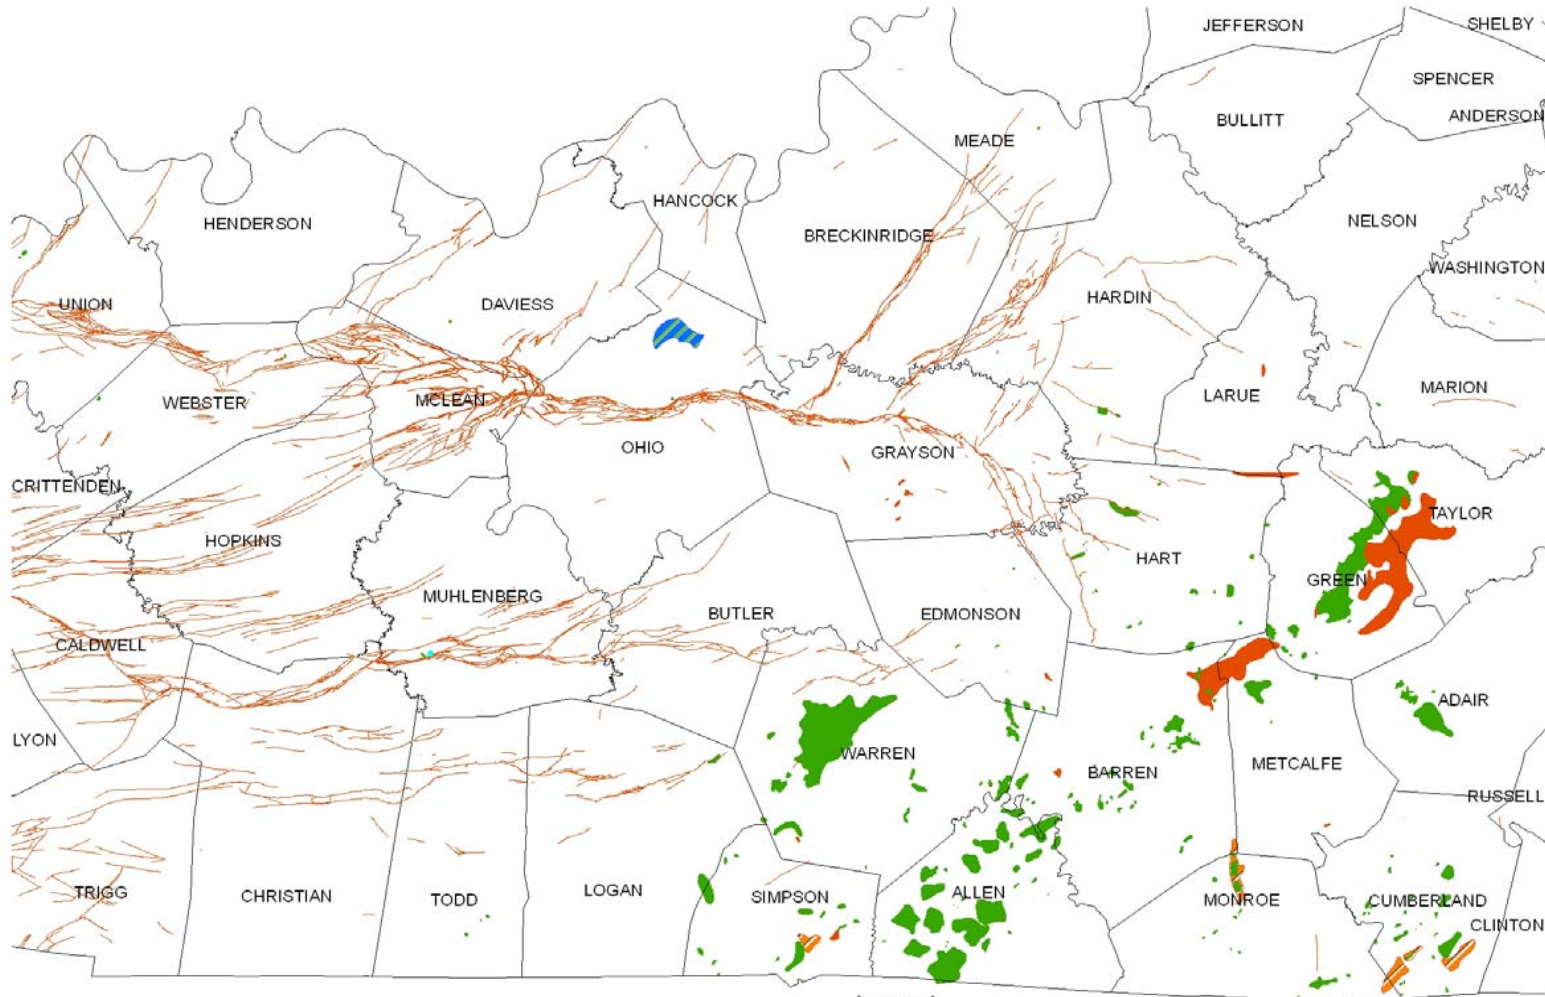 JEFFERSON
SHELBY
SPENCER
ANDERSON
BULLITT
MEADE
HANCOCK
HENDERSON
BRECKINRIDGE
NELSON
WASHINGTON
UNION
DAVIESS
HARDIN
WEBSTER
MCLEAN
LARUE
MARION
OHIO
GRAYSON
CRITTENDEN
TAYLOR
HOPKINS
HART
GREEN
MUHLENBERG
BUTLER
EDMONSON
CALDWELL
ADAIR
LYON
WARREN
BARREN
METCALFE
RUSSELL
TRIGG
CHRISTIAN
TODD
LOGAN
SIMPSON
ALLEN
MONROE
CUMBERLAND
CLINTON